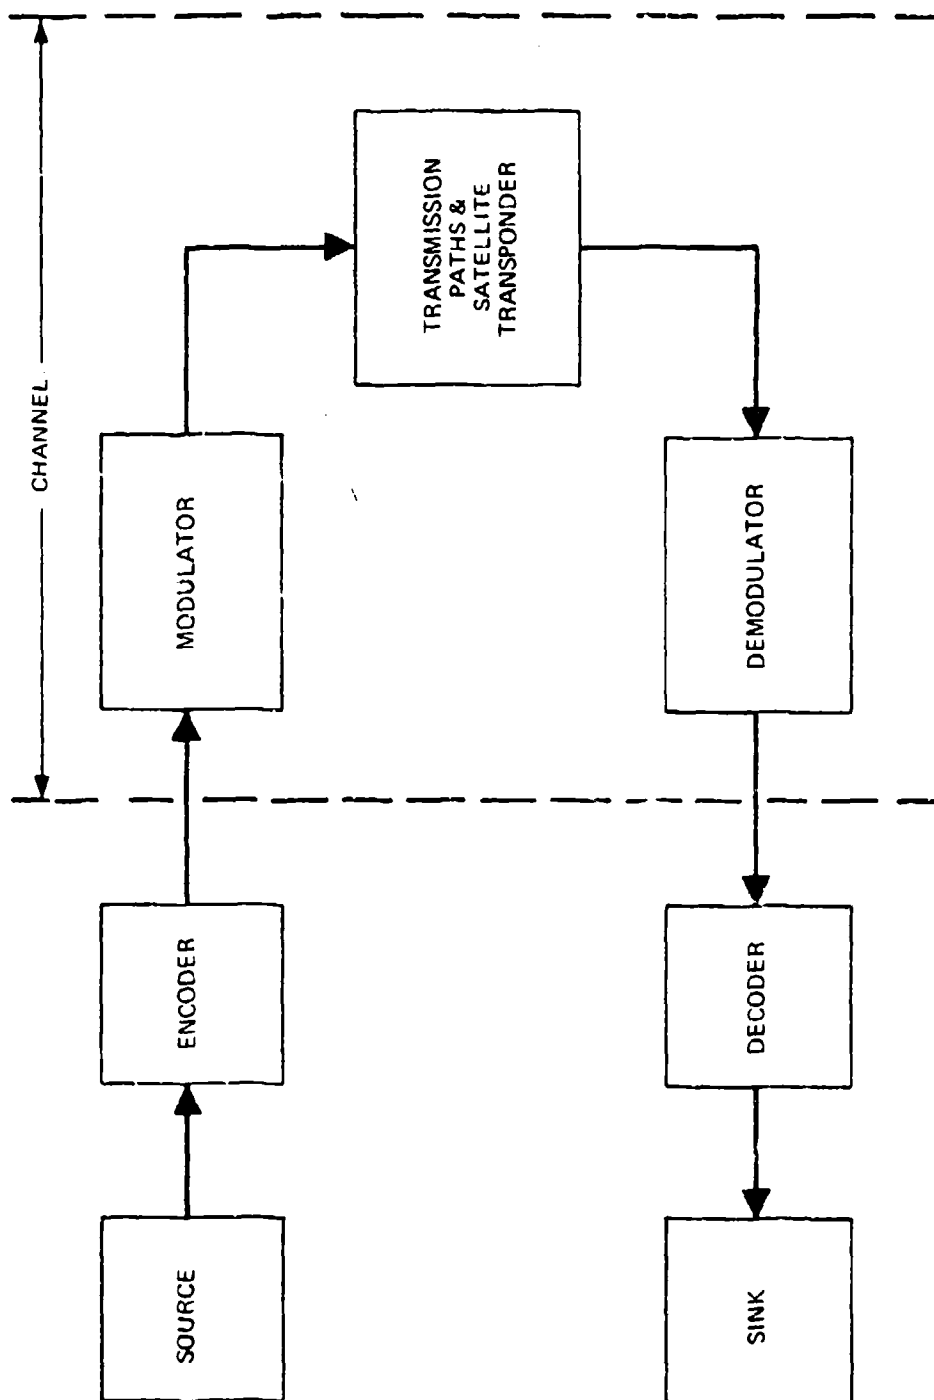 SOURCE
ENCODER
MODULATOR
CHANNEL
TRANSMISSION
PATHS &
SATELLITE
TRANSPONDER
DEMODULATOR
DECODER
SINK